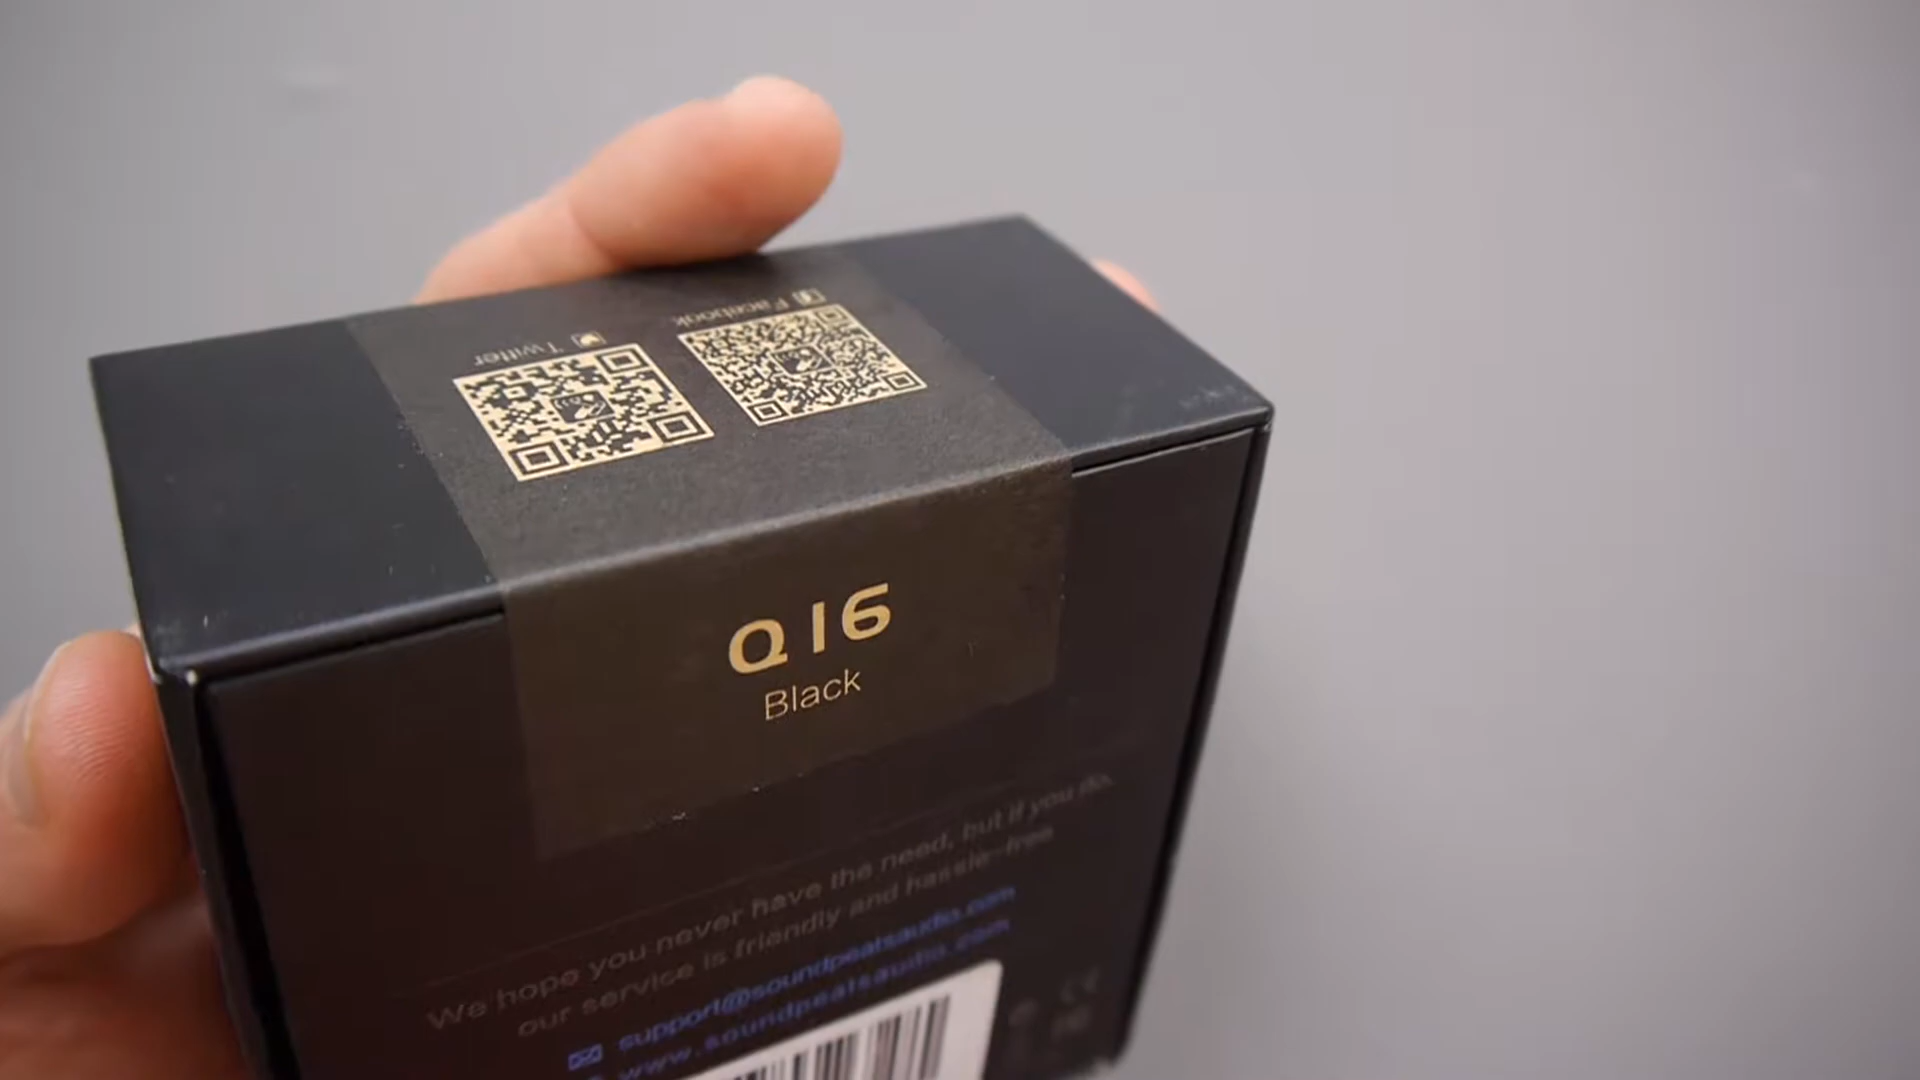 Facebook
Twitter
Q16
Black
We hope you never have the need, but if you do,
our service is friendly and hassle-free
support@soundpeatsaudio.com
www.soundpeatsaudio.com